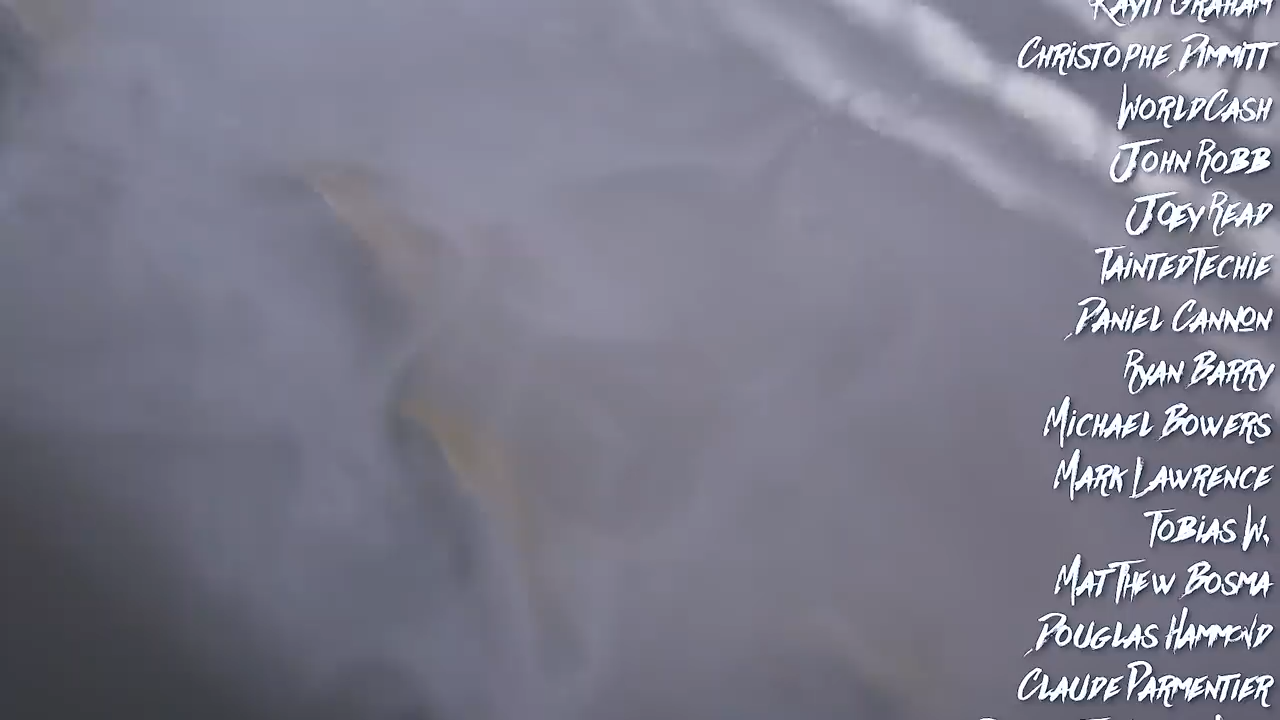 Graham
Christophe Dimmitt
WorldCash
John Robb
Joey Read
TaintedTechie
Daniel Cannon
Ryan Barry
Michael Bowers
Mark Lawrence
Tobias W.
Matthew Bosma
Douglas Hammond
Claude Parmentier